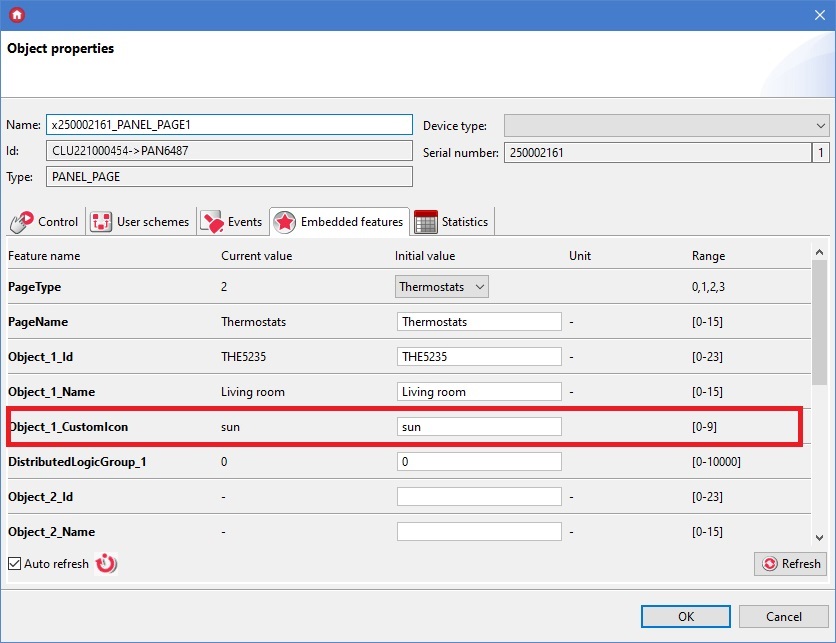 Object properties
Name: x250002161_PANEL_PAGE1 Device type:
Id: CLU221000454->PAN6487 Serial number: 250002161 1
Type: PANEL_PAGE
Control User schemes Events Embedded features Statistics
Feature name Current value Initial value Unit Range
PageType 2 Thermostats 0,1,2,3
PageName Thermostats Thermostats - [0-15]
Object_1_Id THE5235 THE5235 - [0-23]
Object_1_Name Living room Living room - [0-15]
Object_1_CustomIcon sun sun [0-9]
DistributedLogicGroup_1 0 0 [0-10000]
Object_2_Id - - [0-23]
Object_2_Name - - [0-15]
Auto refresh Refresh
OK Cancel